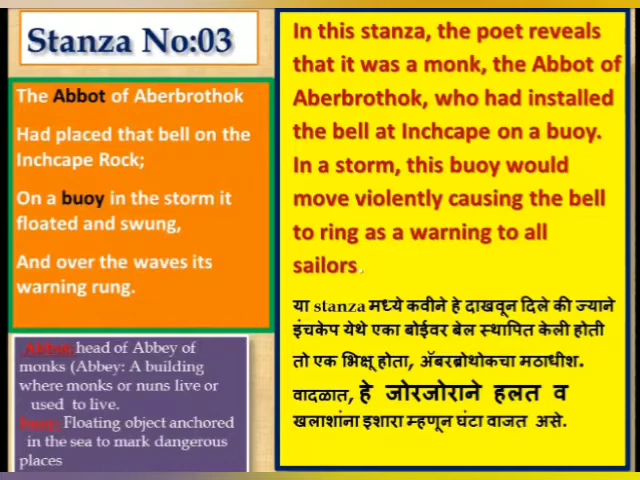 Stanza No:03
The Abbot of Aberbrothok
Had placed that bell on the
Inchcape Rock;
On a buoy in the storm it
floated and swung,
And over the waves its
warning rung.
Abbot: head of Abbey of
monks (Abbey: A building
where monks or nuns live or
used to live.
Buoy: Floating object anchored
in the sea to mark dangerous
places
In this stanza, the poet reveals
that it was a monk, the Abbot of
Aberbrothok, who had installed
the bell at Inchcape on a buoy.
In a storm, this buoy would
move violently causing the bell
to ring as a warning to all
sailors.
या stanza मध्ये कवीने हे दाखवून दिले की ज्याने
इंचकेप येथे एका बोईवर बेल स्थापित केली होती
तो एक भिक्षू होता, ॲबरब्रोथोकचा मठाधीश.
वादळात, हे जोरजोराने हलत व
खलाशांना इशारा म्हणून घंटा वाजत असे.